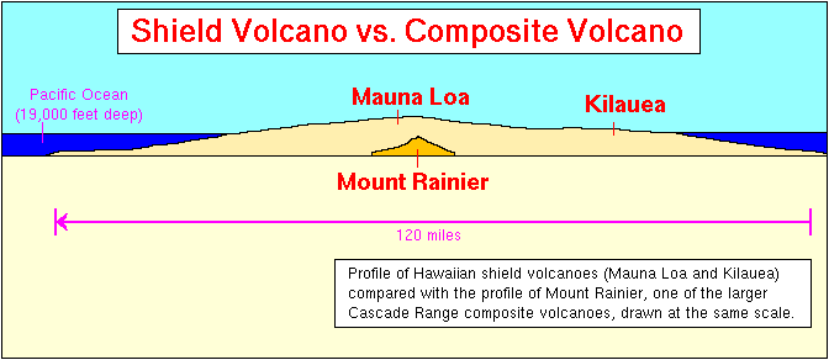 Shield Volcano vs. Composite Volcano
Pacific Ocean
(19,000 feet deep)
Mauna Loa
Kilauea
Mount Rainier
120 miles
Profile of Hawaiian shield volcanoes (Mauna Loa and Kilauea)
compared with the profile of Mount Rainier, one of the larger
Cascade Range composite volcanoes, drawn at the same scale.